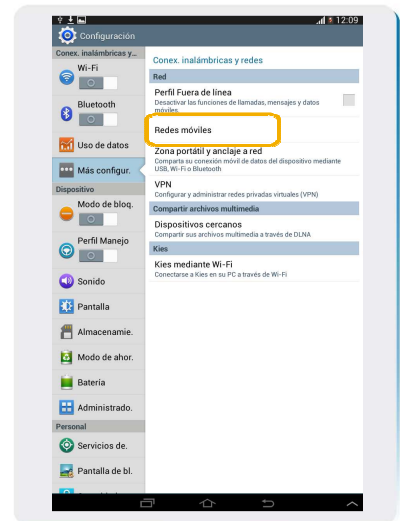 12:09
Configuración
Conex. inalámbricas y...
Wi-Fi
Bluetooth
Uso de datos
Más configur.
Dispositivo
Modo de bloq.
Perfil Manejo
Sonido
Pantalla
Almacenamie.
Modo de ahor.
Batería
Administrado.
Personal
Servicios de.
Pantalla de bl.
Conex. inalámbricas y redes
Red
Perfil Fuera de línea
Desactivar las funciones de llamadas, mensajes y datos
móviles
Redes móviles
Zona portátil y anclaje a red
Comparta su conexión móvil de datos del dispositivo mediante
USB, Wi-Fi o Bluetooth
VPN
Configurar y administrar redes privadas virtuales (VPN)
Compartir archivos multimedia
Dispositivos cercanos
Compartir sus archivos multimedia a través de DLNA
Kies
Kies mediante Wi-Fi
Conectarse a Kies en su PC a través de Wi-Fi